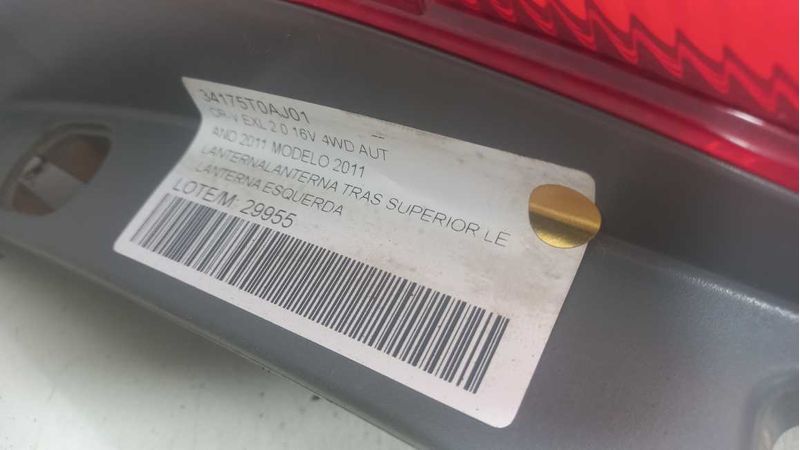 34175T0AJ01
CR-V EXL 2.0 16V 4WD AUT
ANO 2011 MODELO 2011
LANTERNALANTERNA TRAS SUPERIOR LE
LANTERNA ESQUERDA
LOTE/M- 29955